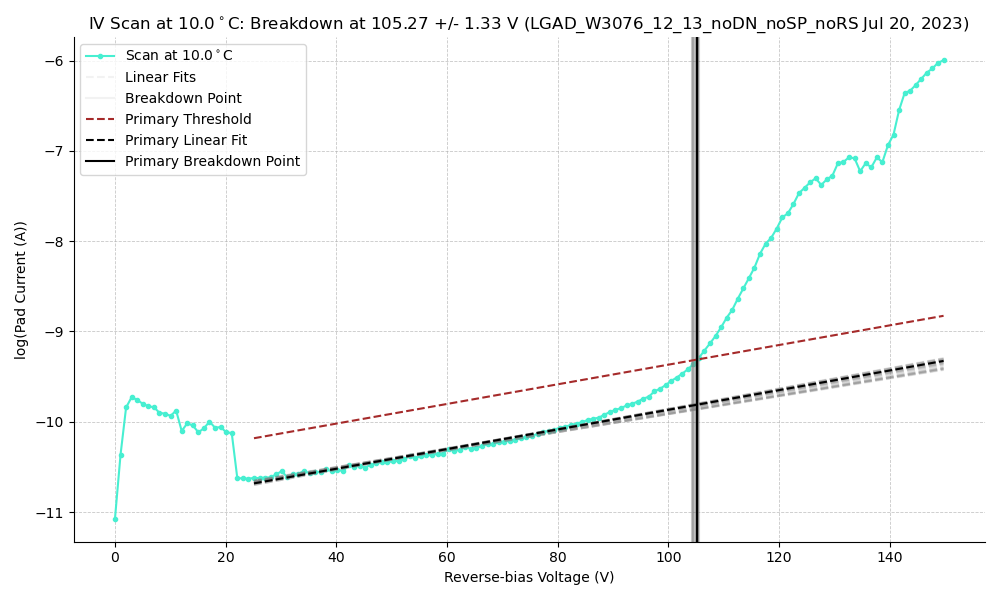 IV Scan at 10.0°C: Breakdown at 105.27 +/- 1.33 V (LGAD_W3076_12_13_noDN_noSP_noRS Jul 20, 2023)
Scan at 10.0°C
Linear Fits
Breakdown Point
Primary Threshold
Primary Linear Fit
Primary Breakdown Point
log(Pad Current (A))
−6
−7
−8
−9
−10
−11
0 20 40 60 80 100 120 140
Reverse-bias Voltage (V)